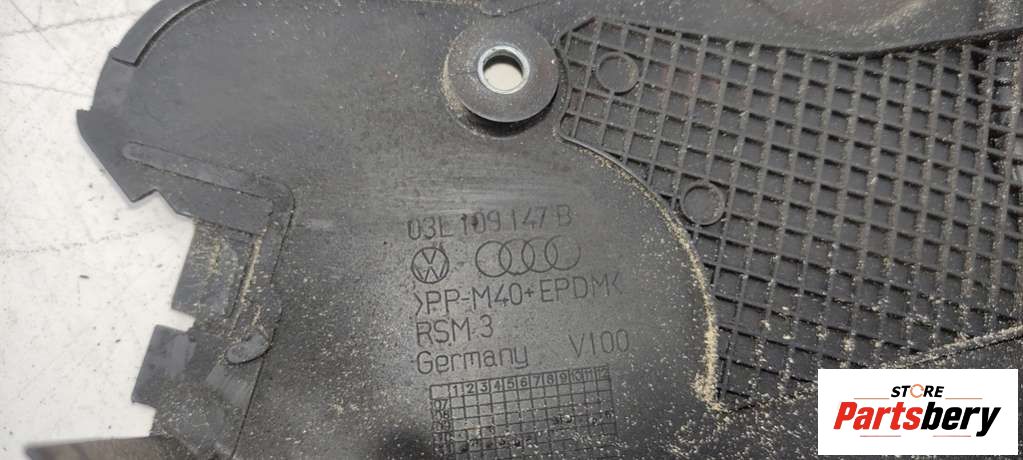 03L 109 147 B
>PP-M40+EPDM<
RSM.3
Germany V100
1 2 3 4 5 6 7 8 9 10 11 12
STORE
Partsbery